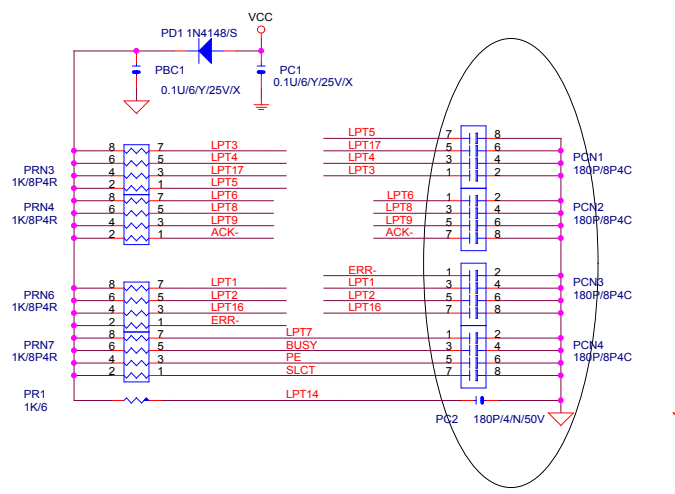 VCC
PD1 1N4148/S
PBC1
PC1
0.1U/6/Y/25V/X
0.1U/6/Y/25V/X
8 7 LPT3
6 5 LPT4
4 3 LPT17
2 1 LPT5
PRN3
1K/8P4R
8 7 LPT6
6 5 LPT8
4 3 LPT9
2 1 ACK-
PRN4
1K/8P4R
LPT5 7 8
LPT17 5 6
LPT4 3 4
LPT3 1 2
PCN1
180P/8P4C
LPT6 1 2
LPT8 3 4
LPT9 5 6
ACK- 7 8
PCN2
180P/8P4C
8 7 LPT1
6 5 LPT2
4 3 LPT16
2 1 ERR-
PRN6
1K/8P4R
ERR- 1 2
LPT1 3 4
LPT2 5 6
LPT16 7 8
PCN3
180P/8P4C
8 7 LPT7 1 2
6 5 BUSY 3 4
4 3 PE 5 6
2 1 SLCT 7 8
PRN7
1K/8P4R
PCN4
180P/8P4C
PR1
1K/6
LPT14
PC2 180P/4/N/50V